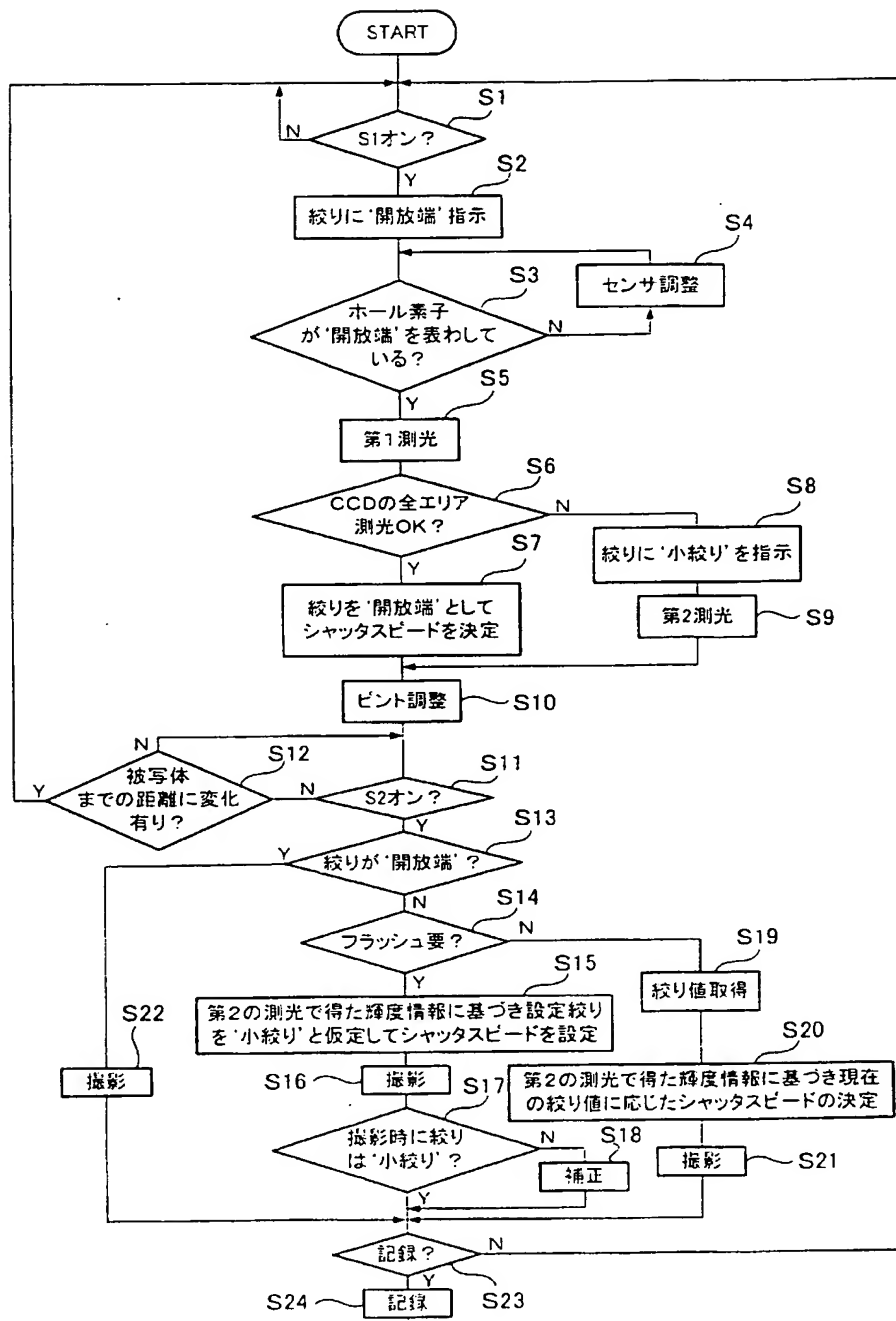 START
S1
N
S1オン?
Y
S2
絞りに'開放端'指示
S4
センサ調整
S3
ホール素子
が'開放端'を表わして
いる?
N
Y
S5
第1測光
S6
CCDの全エリア
測光OK?
N
S8
絞りに'小絞り'を指示
Y
S7
絞りを'開放端'として
シャッタスピードを決定
第2測光
S9
ピント調整
S10
N
S12
被写体
までの距離に変化
有り?
Y
N
S11
S2オン?
Y
S13
絞りが'開放端'?
Y
N
S14
フラッシュ要?
N
S19
絞り値取得
Y
S15
第2の測光で得た輝度情報に基づき設定絞り
を'小絞り'と仮定してシャッタスピードを設定
S22
撮影
S20
第2の測光で得た輝度情報に基づき現在
の絞り値に応じたシャッタスピードの決定
S16
撮影
S17
撮影時に絞り
は'小絞り'?
N
S18
補正
撮影
S21
Y
記録?
N
S23
Y
S24
記録